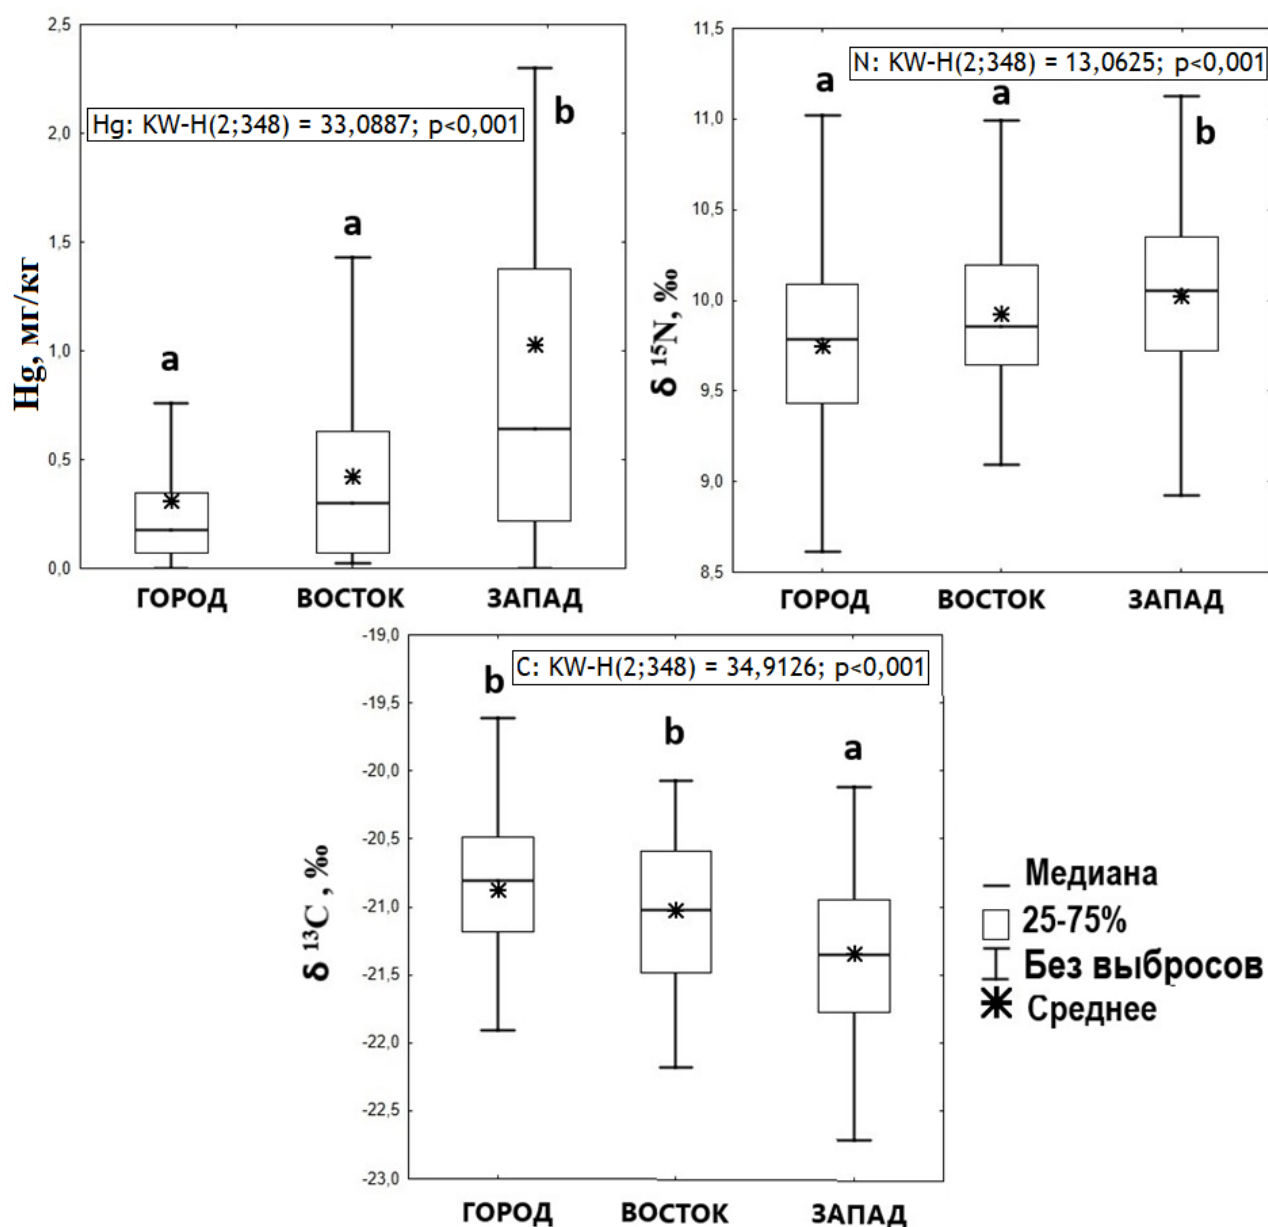 2,5
2,0
1,5
1,0
0,5
0,0
Hg, мг/кг
Hg: KW-H(2;348) = 33,0887; p<0,001
a
a
b
ГОРОД
ВОСТОК
ЗАПАД
11,5
11,0
10,5
10,0
9,5
9,0
8,5
δ ¹⁵N, ‰
N: KW-H(2;348) = 13,0625; p<0,001
a
a
b
ГОРОД
ВОСТОК
ЗАПАД
-19,0
-19,5
-20,0
-20,5
-21,0
-21,5
-22,0
-22,5
-23,0
δ ¹³C , ‰
C: KW-H(2;348) = 34,9126; p<0,001
b
b
a
ГОРОД
ВОСТОК
ЗАПАД
Медиана
25-75%
Без выбросов
Среднее